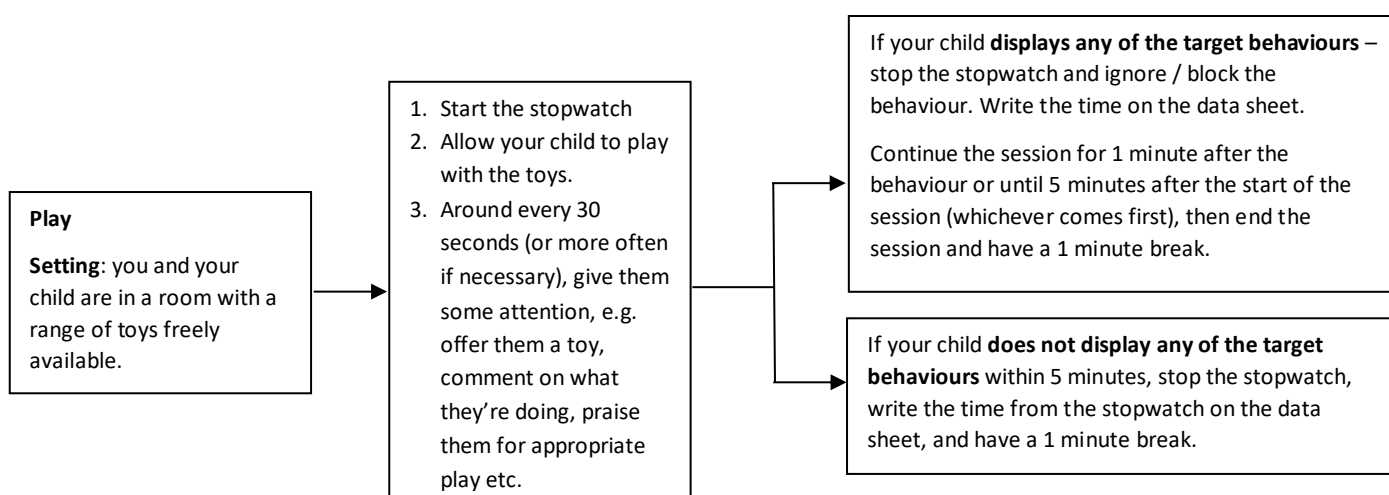 Play
Setting: you and your
child are in a room with a
range of toys freely
available.
1. Start the stopwatch
2. Allow your child to play
with the toys.
3. Around every 30
seconds (or more often
if necessary), give them
some attention, e.g.
offer them a toy,
comment on what
they’re doing, praise
them for appropriate
play etc.
If your child displays any of the target behaviours –
stop the stopwatch and ignore / block the
behaviour. Write the time on the data sheet.
Continue the session for 1 minute after the
behaviour or until 5 minutes after the start of the
session (whichever comes first), then end the
session and have a 1 minute break.
If your child does not display any of the target
behaviours within 5 minutes, stop the stopwatch,
write the time from the stopwatch on the data
sheet, and have a 1 minute break.